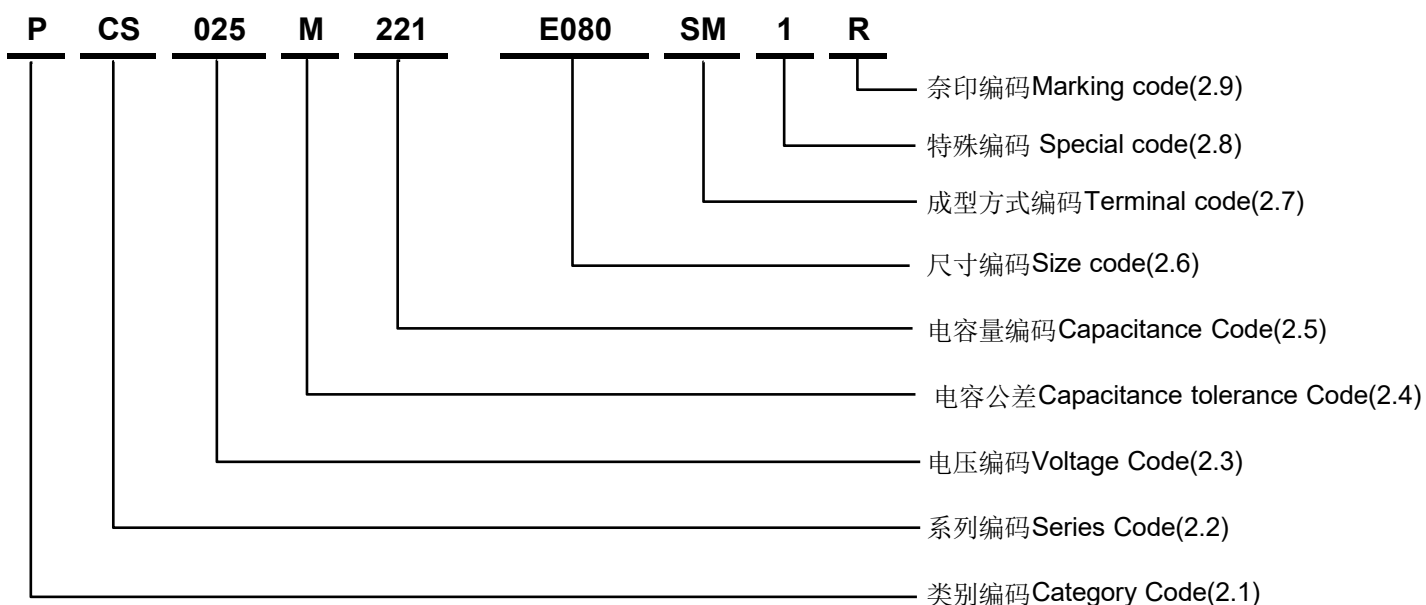 P CS 025 M 221 E080 SM 1 R
奈印编码Marking code(2.9)
特殊编码 Special code(2.8)
成型方式编码Terminal code(2.7)
尺寸编码Size code(2.6)
电容量编码Capacitance Code(2.5)
电容公差Capacitance tolerance Code(2.4)
电压编码Voltage Code(2.3)
系列编码Series Code(2.2)
类别编码Category Code(2.1)